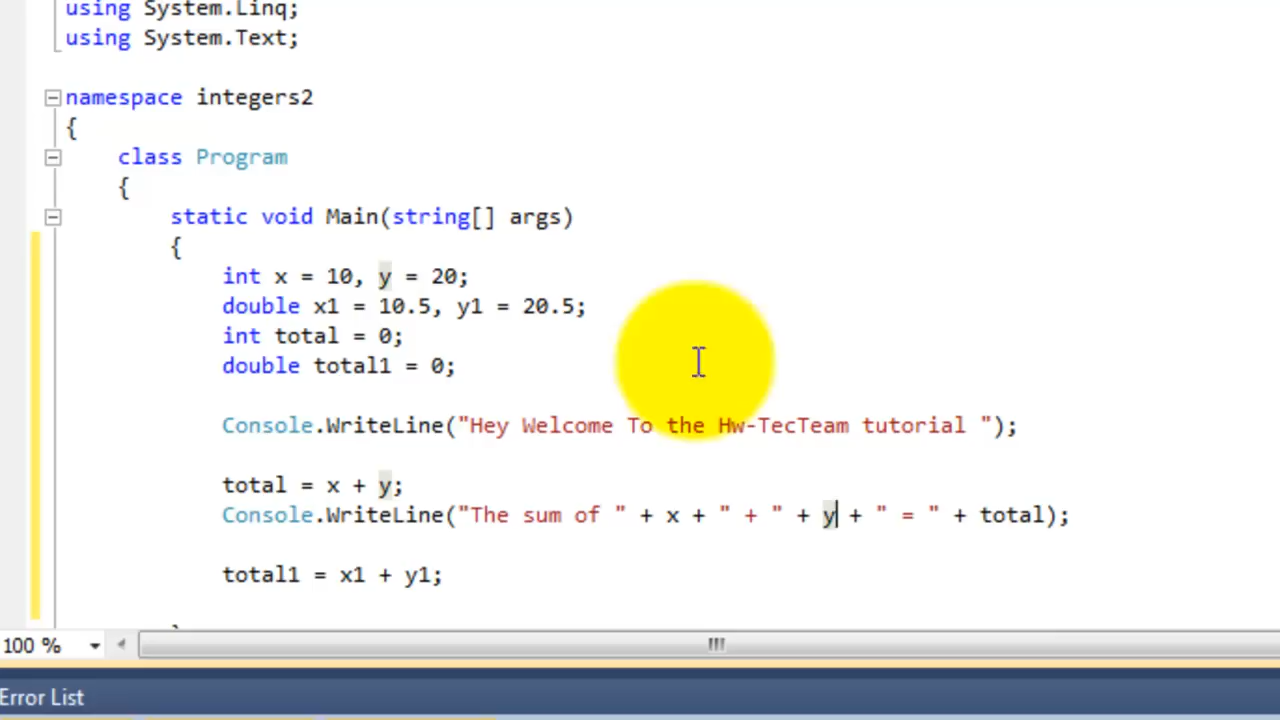 using System.Linq;
using System.Text;
namespace integers2
{
class Program
{
static void Main(string[] args)
{
int x = 10, y = 20;
double x1 = 10.5, y1 = 20.5;
int total = 0;
double total1 = 0;
Console.WriteLine("Hey Welcome To the Hw-TecTeam tutorial ");
total = x + y;
Console.WriteLine("The sum of " + x + " + " + y + " = " + total);
total1 = x1 + y1;
}
100 %
Error List